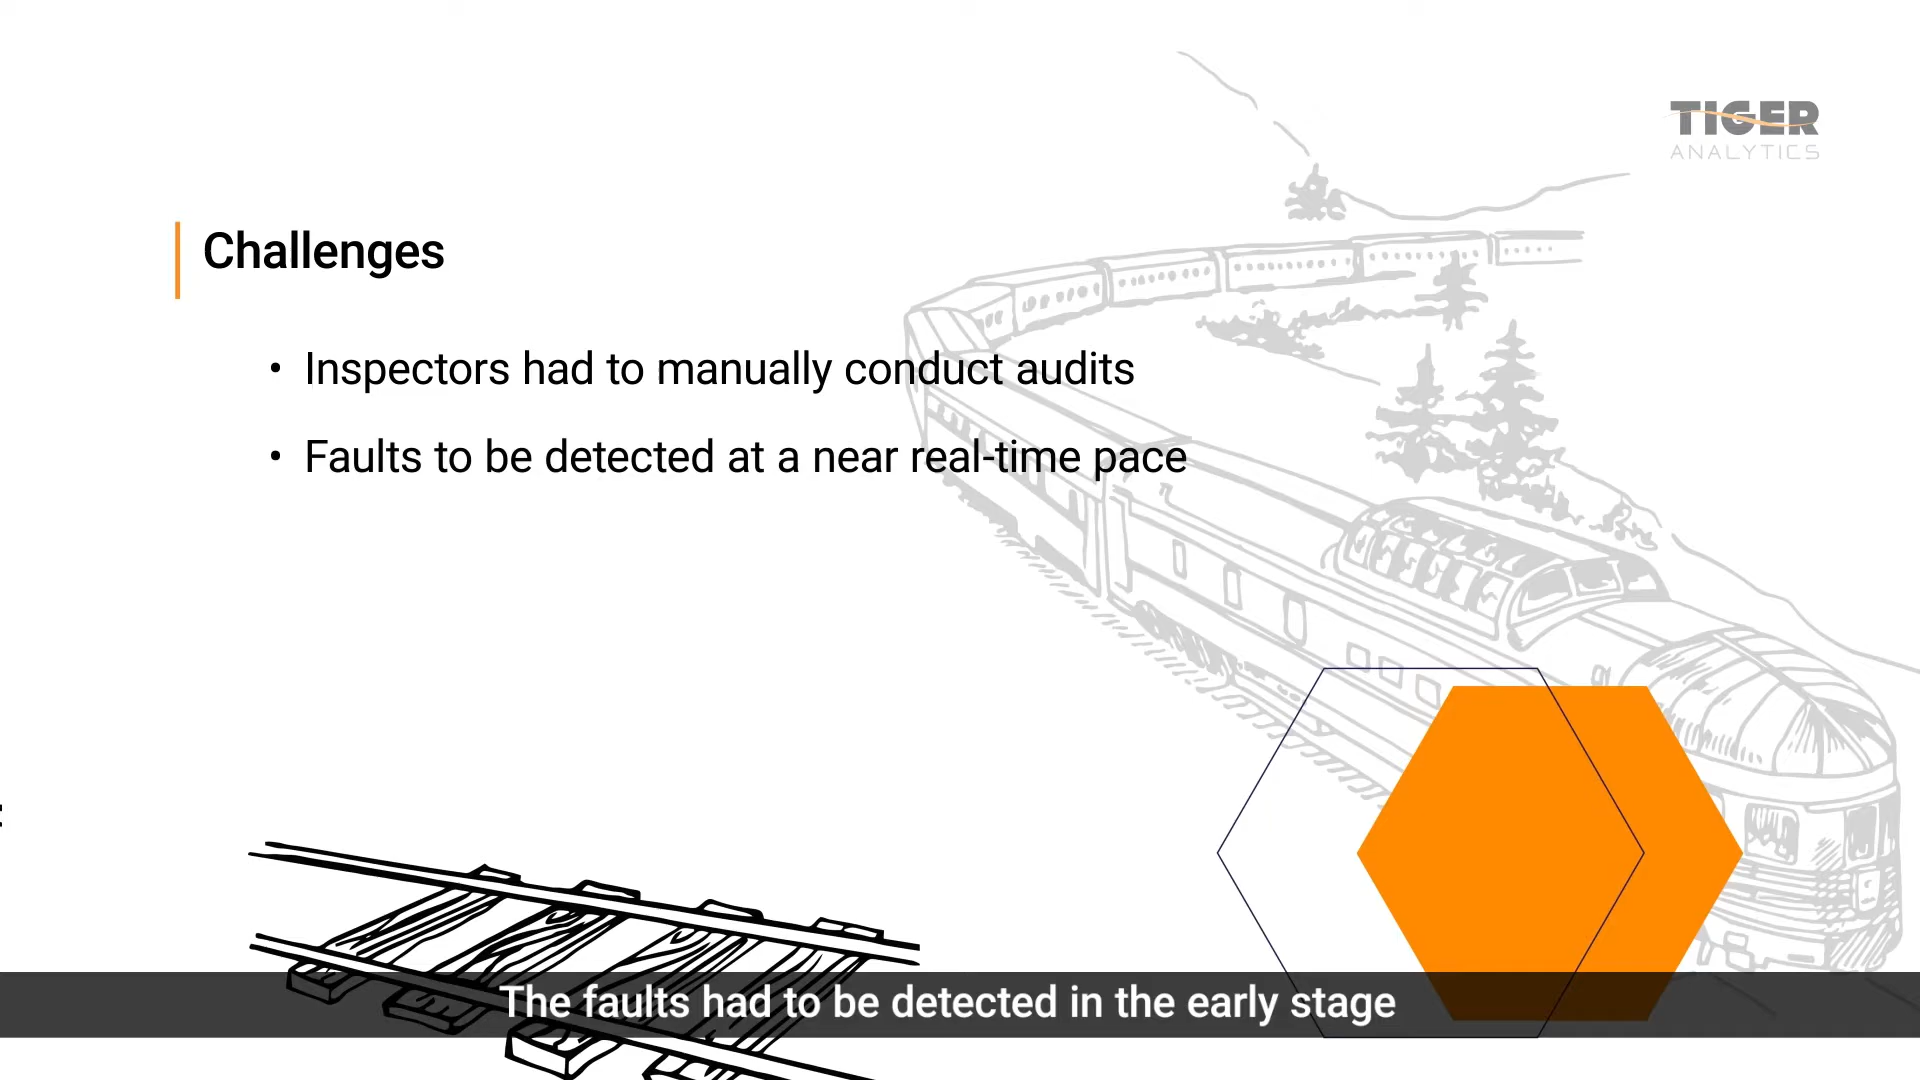 TIGER
ANALYTICS
Challenges
• Inspectors had to manually conduct audits
• Faults to be detected at a near real-time pace
The faults had to be detected in the early stage